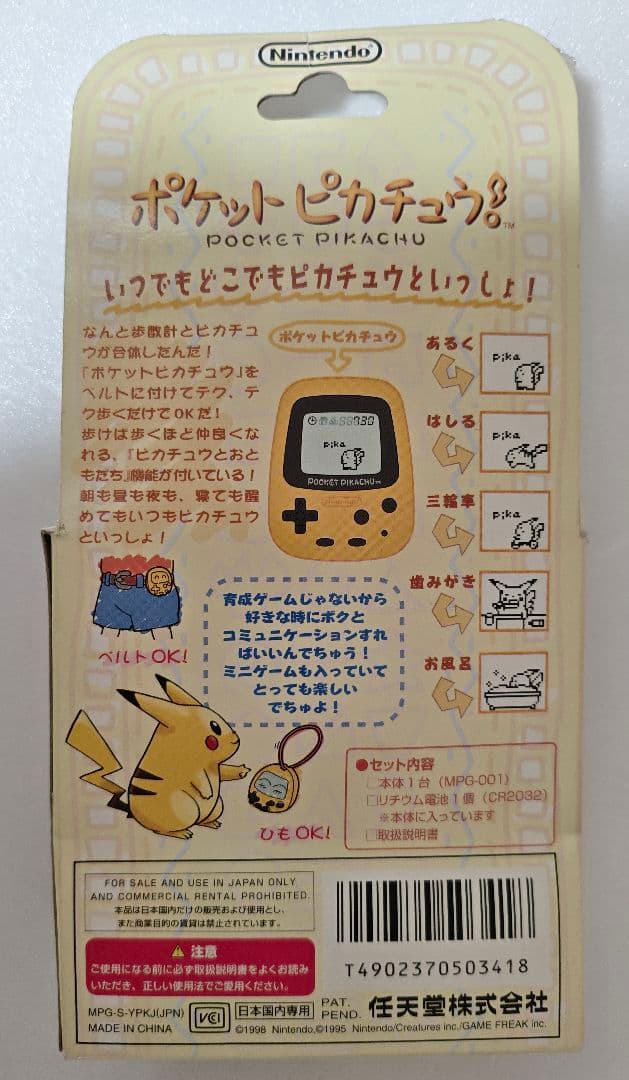 Nintendo
ポケットピカチュウ! TM
POCKET PIKACHU
いつでもどこでもピカチュウといっしょ!
なんと歩数計とピカチュ
ウが合体したんだ!
『ポケットピカチュウ』を
ベルトに付けてテク、テ
ク歩くだけでOKだ!
歩けば歩くほど仲良くな
れる、『ピカチュウとおと
もだち』機能が付いている!
朝も昼も夜も、寝ても醒
めてもいつもピカチュウ
といっしょ!
ポケットピカチュウ
pika
POCKET PIKACHU TM
Nintendo
あるく
pika
はしる
pika
三輪車
pika
歯みがき
お風呂
ベルトOK!
育成ゲームじゃないから
好きな時にボクと
コミュニケーションすれ
ばいいんでちゅう!
ミニゲームも入っていて
とっても楽しい
でちゅよ!
ひもOK!
●セット内容
□本体1台(MPG-001)
□リチウム電池1個(CR2032)
※本体に入っています
□取扱説明書
FOR SALE AND USE IN JAPAN ONLY
AND COMMERCIAL RENTAL PROHIBITED.
本品は日本国内だけの販売および使用とし、
また商業目的の賃貸は禁止されています。
⚠注意
ご使用になる前に必ず取扱説明書をよくお読み
いただき、正しい使用法でご愛用ください。
T4902370503418
MPG-S-YPKJ(JPN)
MADE IN CHINA
VCI
日本国内専用
PAT.
PEND.
任天堂株式会社
©1998 Nintendo,©1995 Nintendo/Creatures inc./GAME FREAK inc.